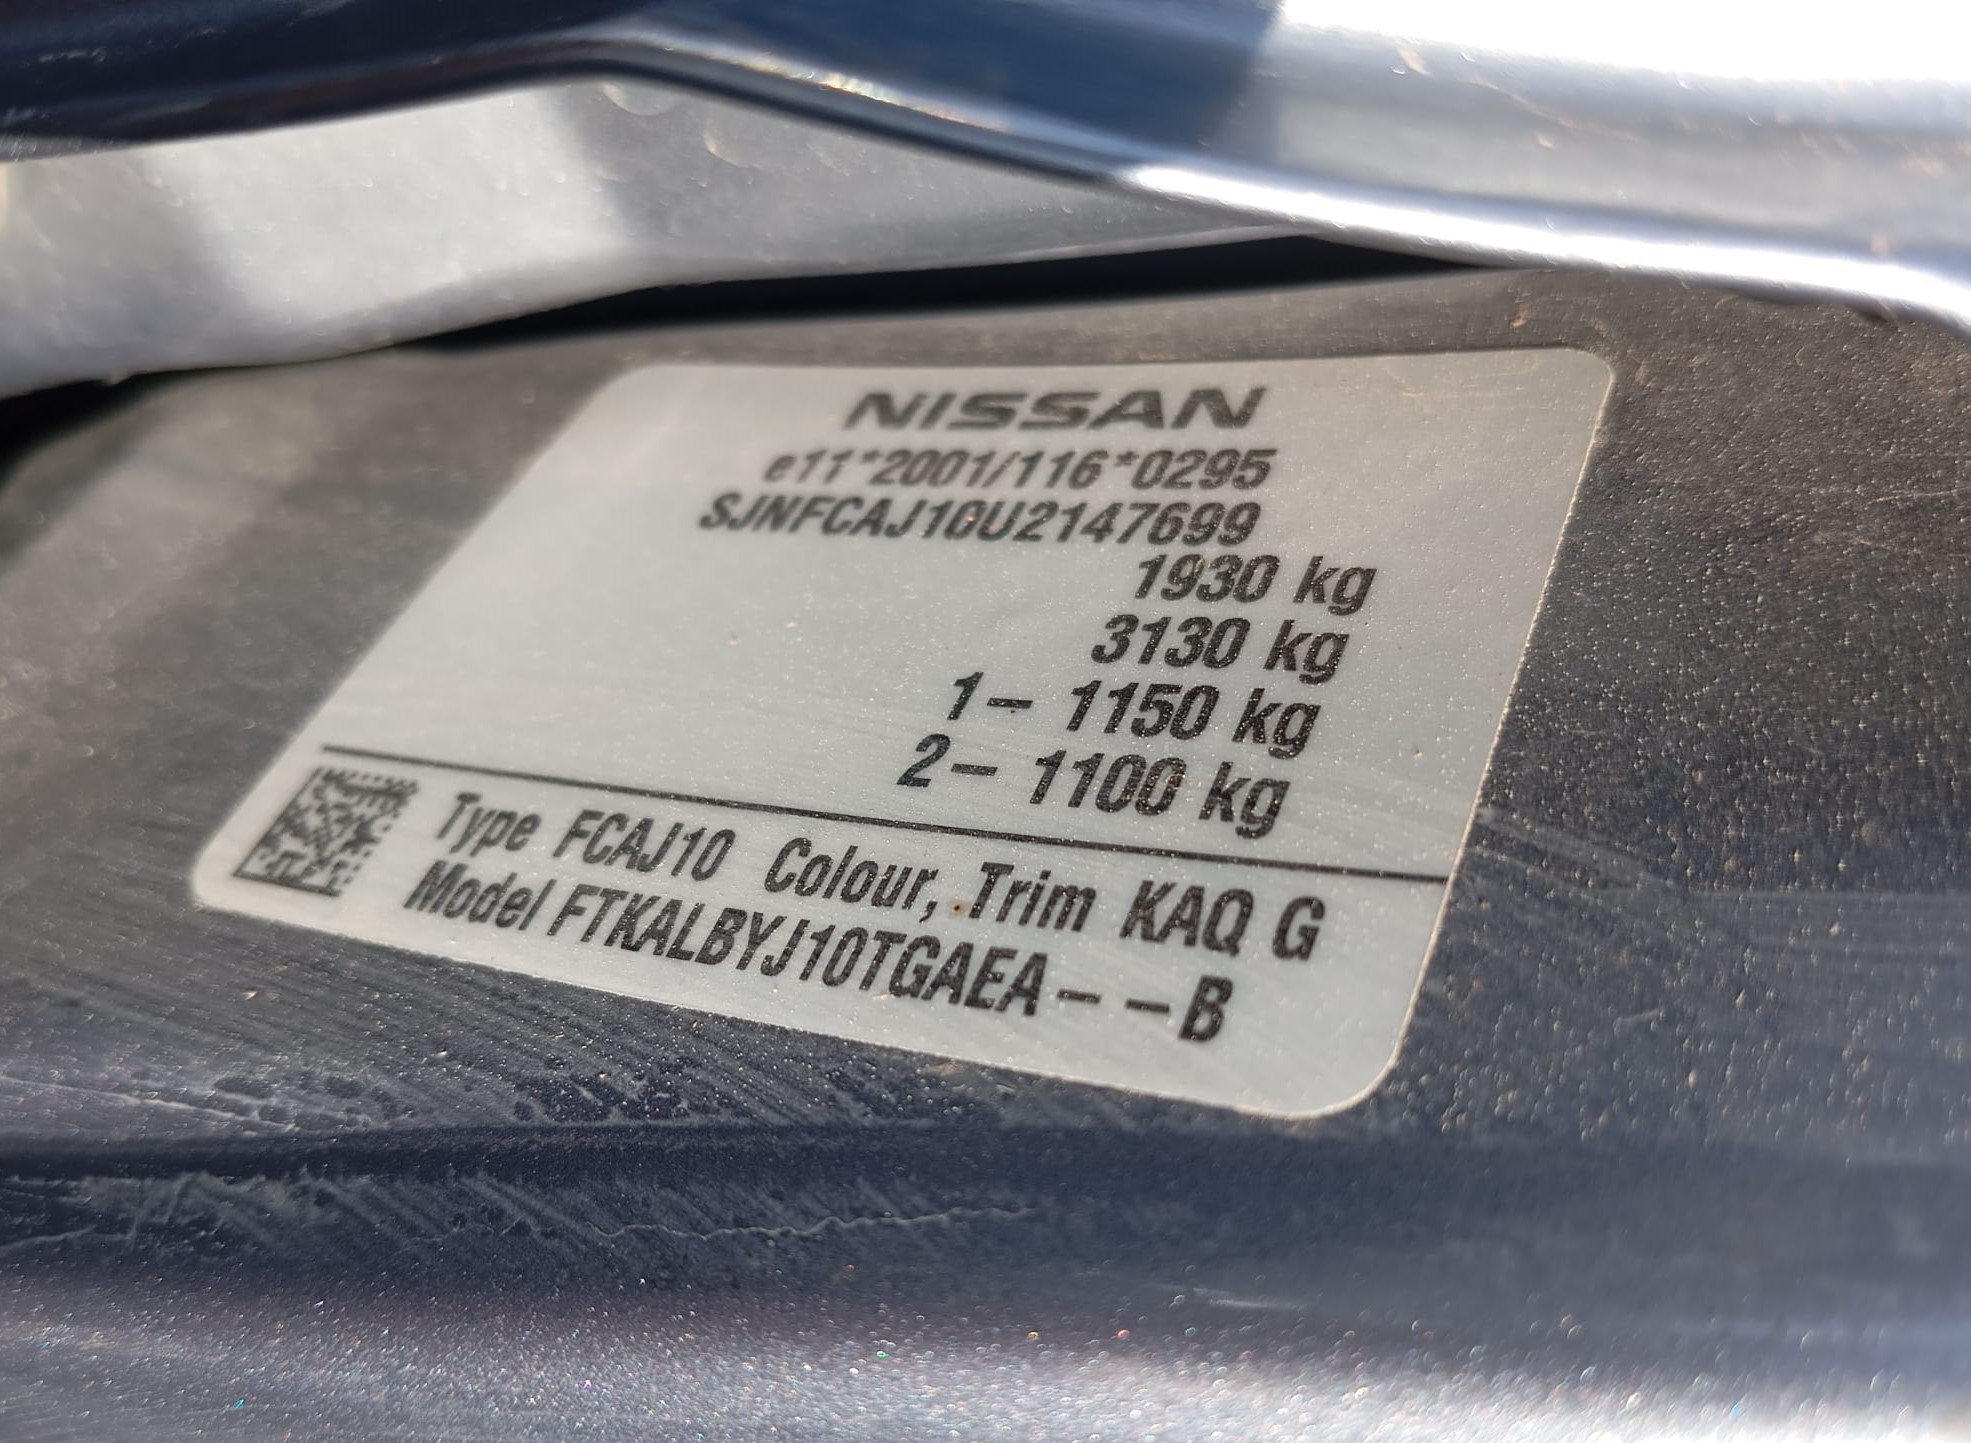 NISSAN
e11*2001/116*0295
SJNFCAJ10U2147699
1930 kg
3130 kg
1– 1150 kg
2– 1100 kg
Type FCAJ10 Colour, Trim KAQ G
Model FTKALBYJ10TGAEA– –B